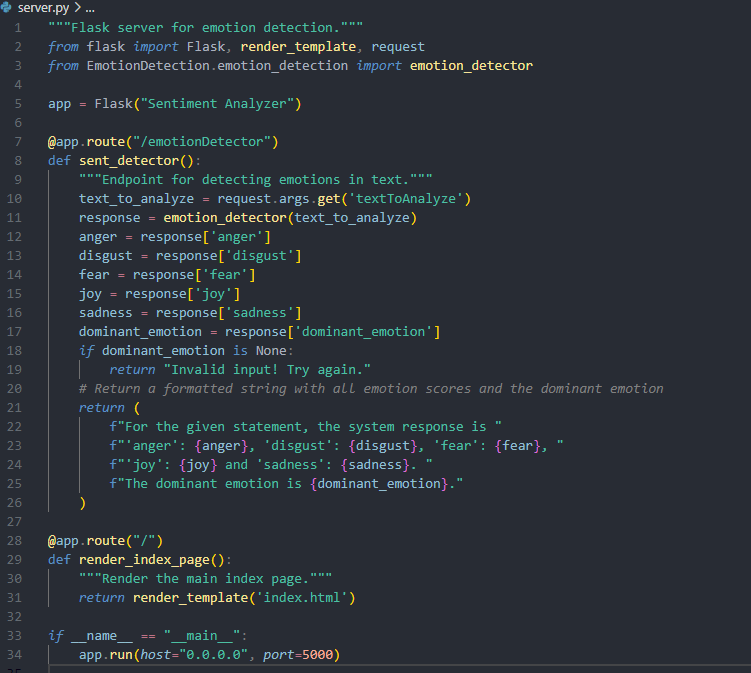 server.py > ...
1 """Flask server for emotion detection."""
2 from flask import Flask, render_template, request
3 from EmotionDetection.emotion_detection import emotion_detector
4
5 app = Flask("Sentiment Analyzer")
6
7 @app.route("/emotionDetector")
8 def sent_detector():
9     """Endpoint for detecting emotions in text."""
10     text_to_analyze = request.args.get('textToAnalyze')
11     response = emotion_detector(text_to_analyze)
12     anger = response['anger']
13     disgust = response['disgust']
14     fear = response['fear']
15     joy = response['joy']
16     sadness = response['sadness']
17     dominant_emotion = response['dominant_emotion']
18     if dominant_emotion is None:
19         return "Invalid input! Try again."
20     # Return a formatted string with all emotion scores and the dominant emotion
21     return (
22         f"For the given statement, the system response is "
23         f"'anger': {anger}, 'disgust': {disgust}, 'fear': {fear}, "
24         f"'joy': {joy} and 'sadness': {sadness}. "
25         f"The dominant emotion is {dominant_emotion}."
26     )
27
28 @app.route("/")
29 def render_index_page():
30     """Render the main index page."""
31     return render_template('index.html')
32
33 if __name__ == "__main__":
34     app.run(host="0.0.0.0", port=5000)
35